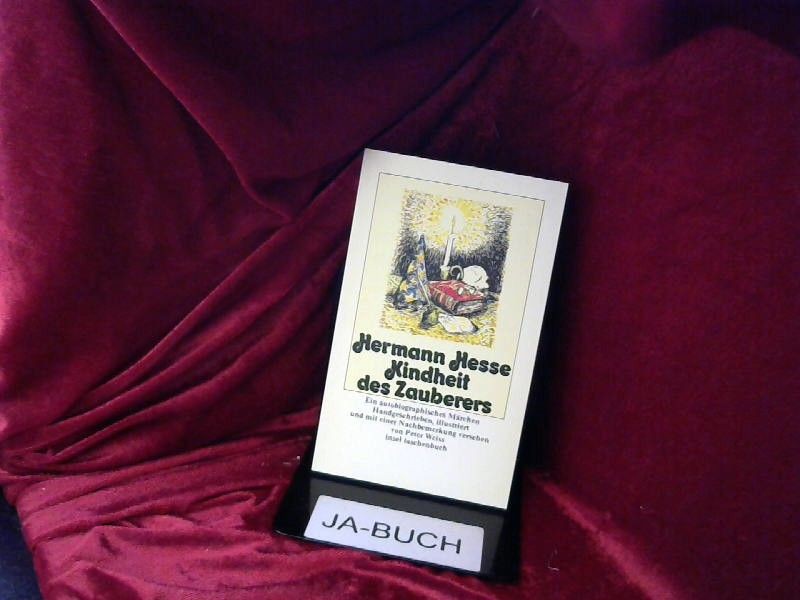 Hermann Hesse
Kindheit
des Zauberers
Ein autobiographisches Märchen
Handgeschrieben, illustriert
und mit einer Nachbemerkung versehen
von Peter Weiss
insel taschenbuch
JA-BUCH